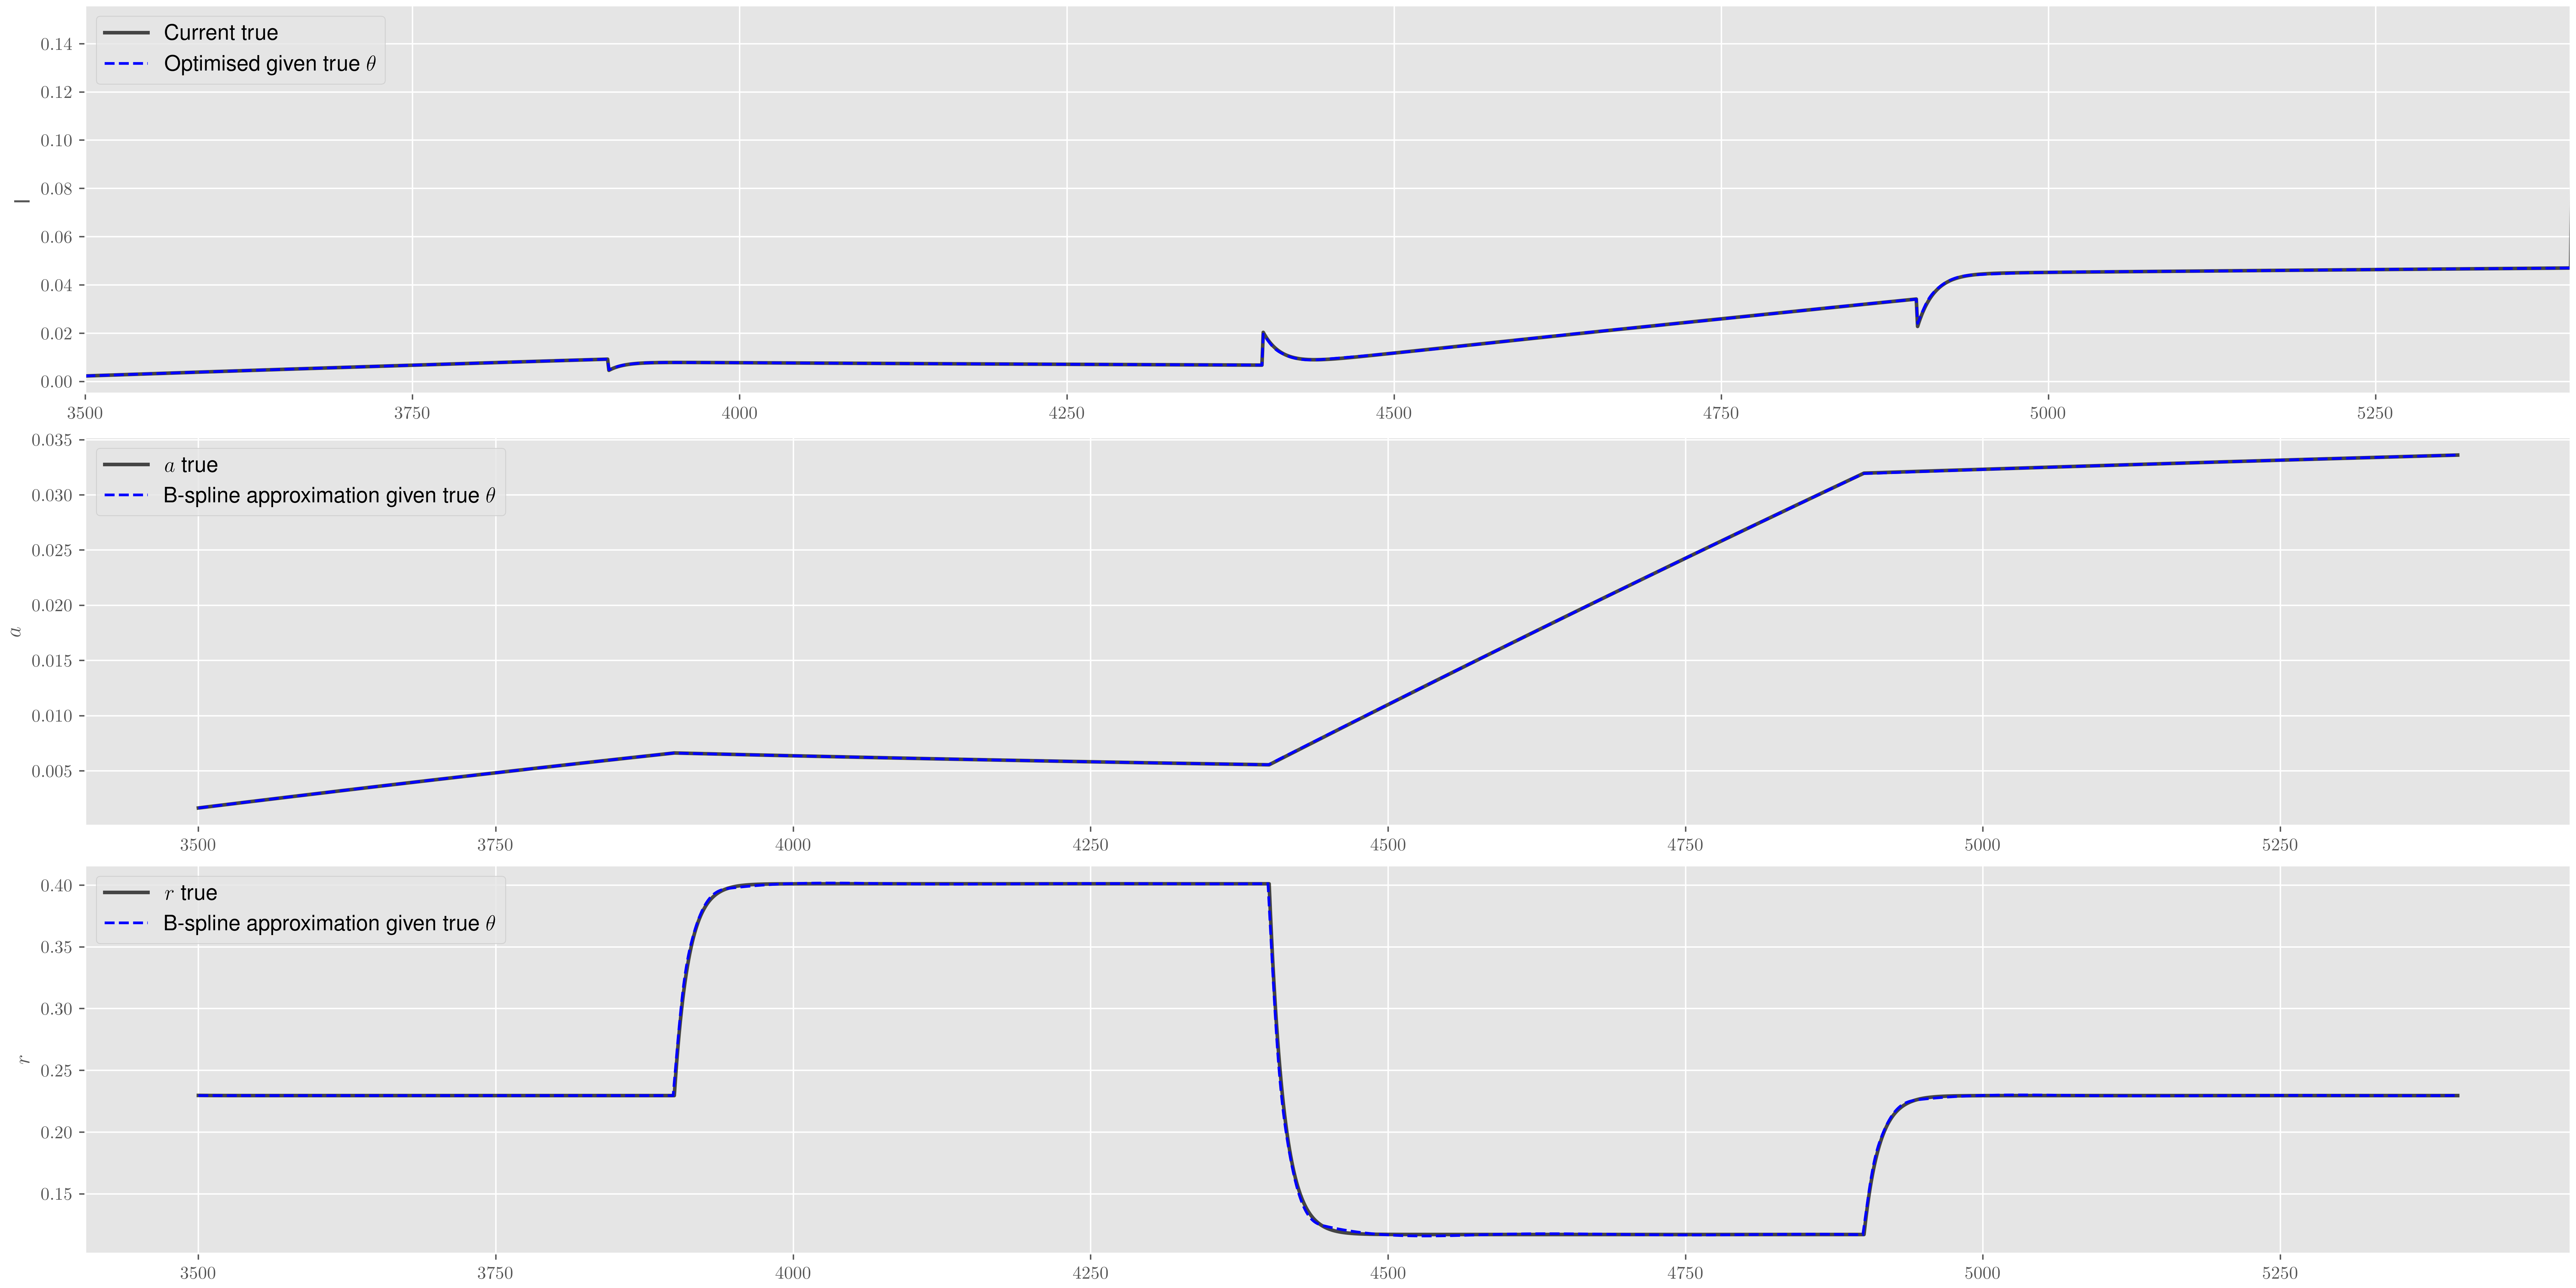 Current true
Optimised given true θ
0.14
0.12
0.10
0.08
0.06
0.04
0.02
0.00
I
3500 3750 4000 4250 4500 4750 5000 5250
a true
B-spline approximation given true θ
0.035
0.030
0.025
0.020
0.015
0.010
0.005
a
3500 3750 4000 4250 4500 4750 5000 5250
r true
B-spline approximation given true θ
0.40
0.35
0.30
0.25
0.20
0.15
r
3500 3750 4000 4250 4500 4750 5000 5250